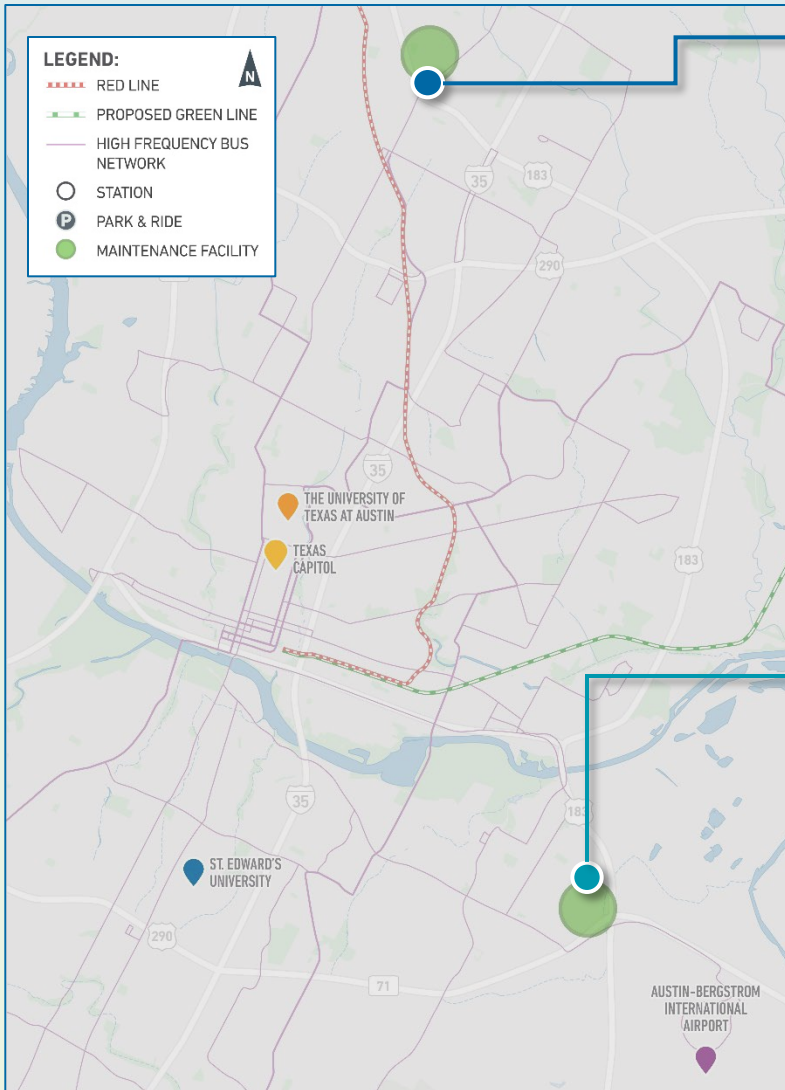 LEGEND:
N
RED LINE
PROPOSED GREEN LINE
HIGH FREQUENCY BUS
NETWORK
STATION
P
PARK & RIDE
MAINTENANCE FACILITY
183
35
290
35
THE UNIVERSITY OF
TEXAS AT AUSTIN
TEXAS
CAPITOL
183
35
183
ST. EDWARD'S
UNIVERSITY
290
71
AUSTIN-BERGSTROM
INTERNATIONAL
AIRPORT